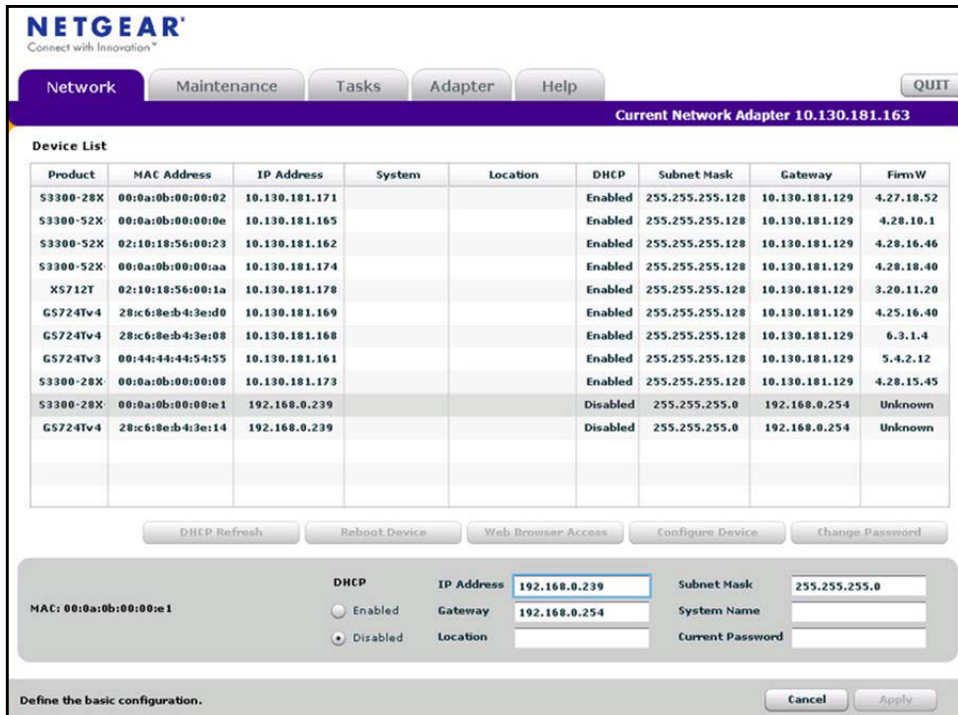 NETGEAR®
Connect with Innovation™
Network Maintenance Tasks Adapter Help QUIT
Current Network Adapter 10.130.181.163
Device List
Product MAC Address IP Address System Location DHCP Subnet Mask Gateway FirmW
S3300-28X 00:0a:0b:00:00:02 10.130.181.171 Enabled 255.255.255.128 10.130.181.129 4.27.18.52
S3300-52X 00:0a:0b:00:00:0e 10.130.181.165 Enabled 255.255.255.128 10.130.181.129 4.28.10.1
S3300-52X 02:10:18:56:00:23 10.130.181.162 Enabled 255.255.255.128 10.130.181.129 4.28.16.46
S3300-52X 00:0a:0b:00:00:aa 10.130.181.174 Enabled 255.255.255.128 10.130.181.129 4.28.18.40
XS712T 02:10:18:56:00:1a 10.130.181.178 Enabled 255.255.255.128 10.130.181.129 3.20.11.20
GS724Tv4 28:c6:8e:b4:3e:d0 10.130.181.169 Enabled 255.255.255.128 10.130.181.129 4.25.16.40
GS724Tv4 28:c6:8e:b4:3e:08 10.130.181.168 Enabled 255.255.255.128 10.130.181.129 6.3.1.4
GS724Tv3 00:44:44:44:54:55 10.130.181.161 Enabled 255.255.255.128 10.130.181.129 5.4.2.12
S3300-28X 00:0a:0b:00:00:08 10.130.181.173 Enabled 255.255.255.128 10.130.181.129 4.28.15.45
S3300-28X 00:0a:0b:00:00:e1 192.168.0.239 Disabled 255.255.255.0 192.168.0.254 Unknown
GS724Tv4 28:c6:8e:b4:3e:14 192.168.0.239 Disabled 255.255.255.0 192.168.0.254 Unknown
DHCP Refresh Reboot Device Web Browser Access Configure Device Change Password
DHCP IP Address 192.168.0.239 Subnet Mask 255.255.255.0
MAC: 00:0a:0b:00:00:e1 Enabled Gateway 192.168.0.254 System Name
Disabled Location Current Password
Define the basic configuration. Cancel Apply